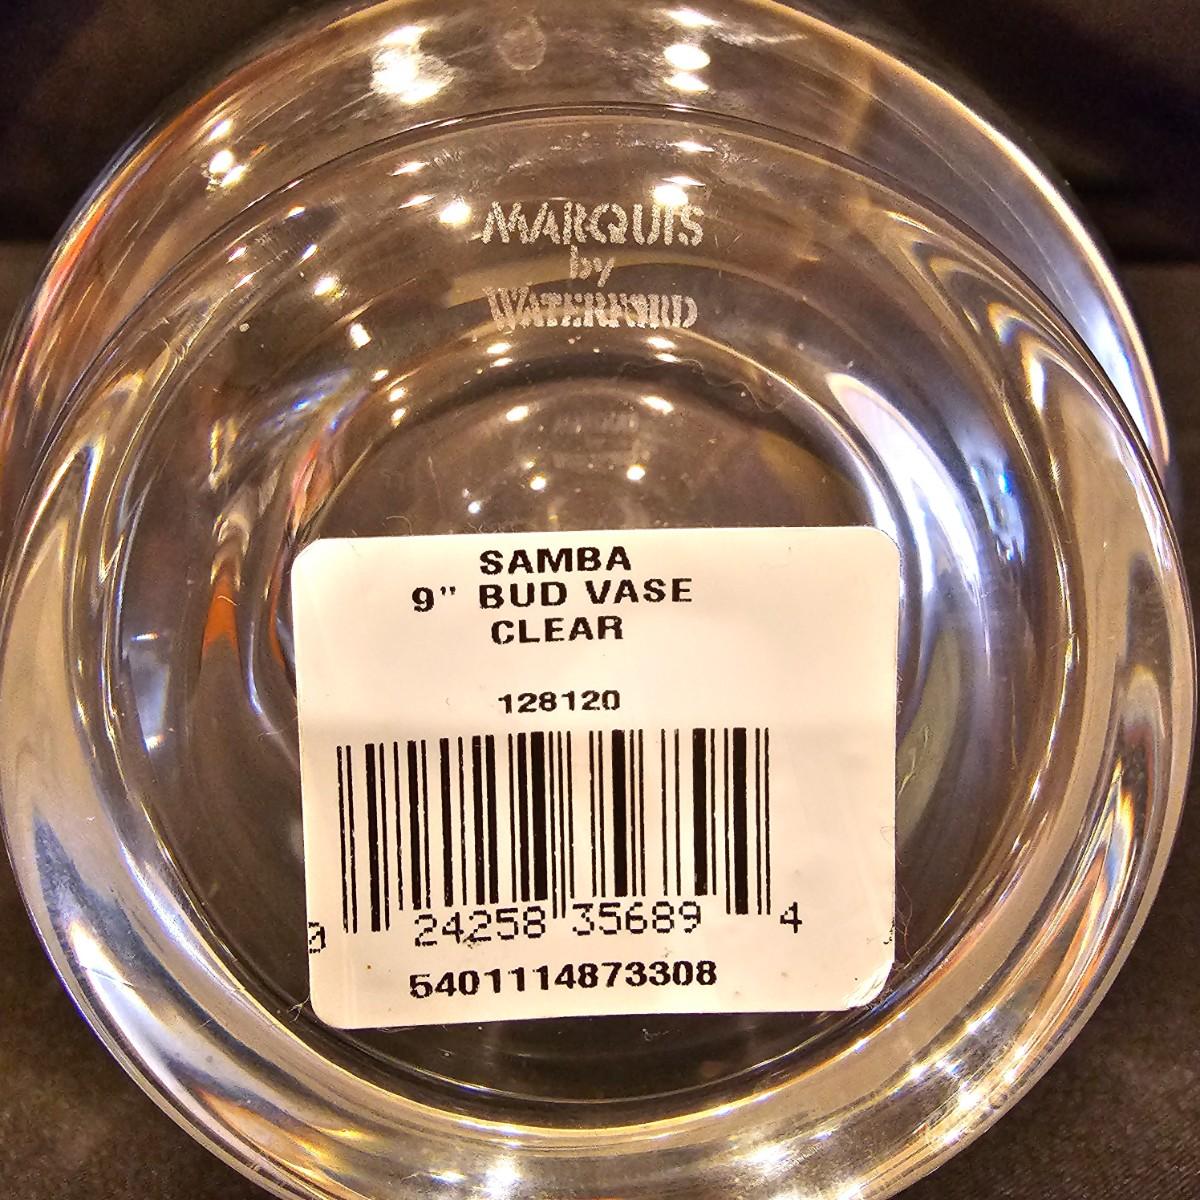 MARQUIS
by
WATERFORD
SAMBA
9" BUD VASE
CLEAR
128120
0 24258 35689 4
5401114873308